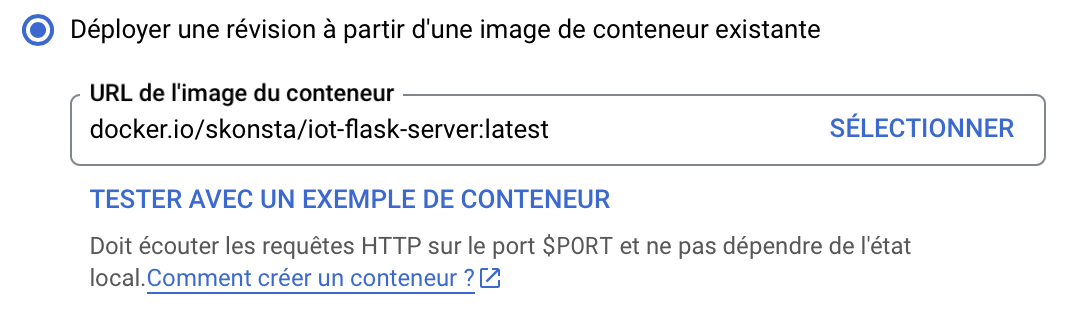 Déployer une révision à partir d'une image de conteneur existante
URL de l'image du conteneur
docker.io/skonsta/iot-flask-server:latest
SÉLECTIONNER
TESTER AVEC UN EXEMPLE DE CONTENEUR
Doit écouter les requêtes HTTP sur le port $PORT et ne pas dépendre de l'état
local.Comment créer un conteneur ?